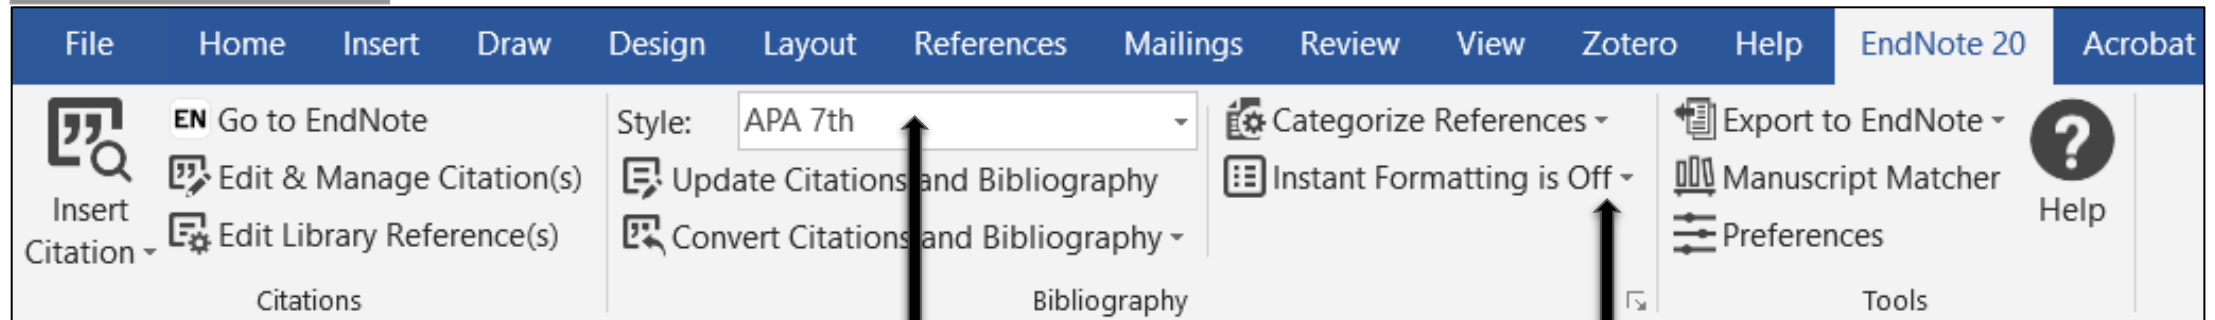 File Home Insert Draw Design Layout References Mailings Review View Zotero Help EndNote 20 Acrobat
Insert
Citation
EN Go to EndNote
Edit & Manage Citation(s)
Edit Library Reference(s)
Citations
Style: APA 7th
Update Citations and Bibliography
Convert Citations and Bibliography
Categorize References
Instant Formatting is Off
Bibliography
Export to EndNote
Manuscript Matcher
Preferences
Help
Tools